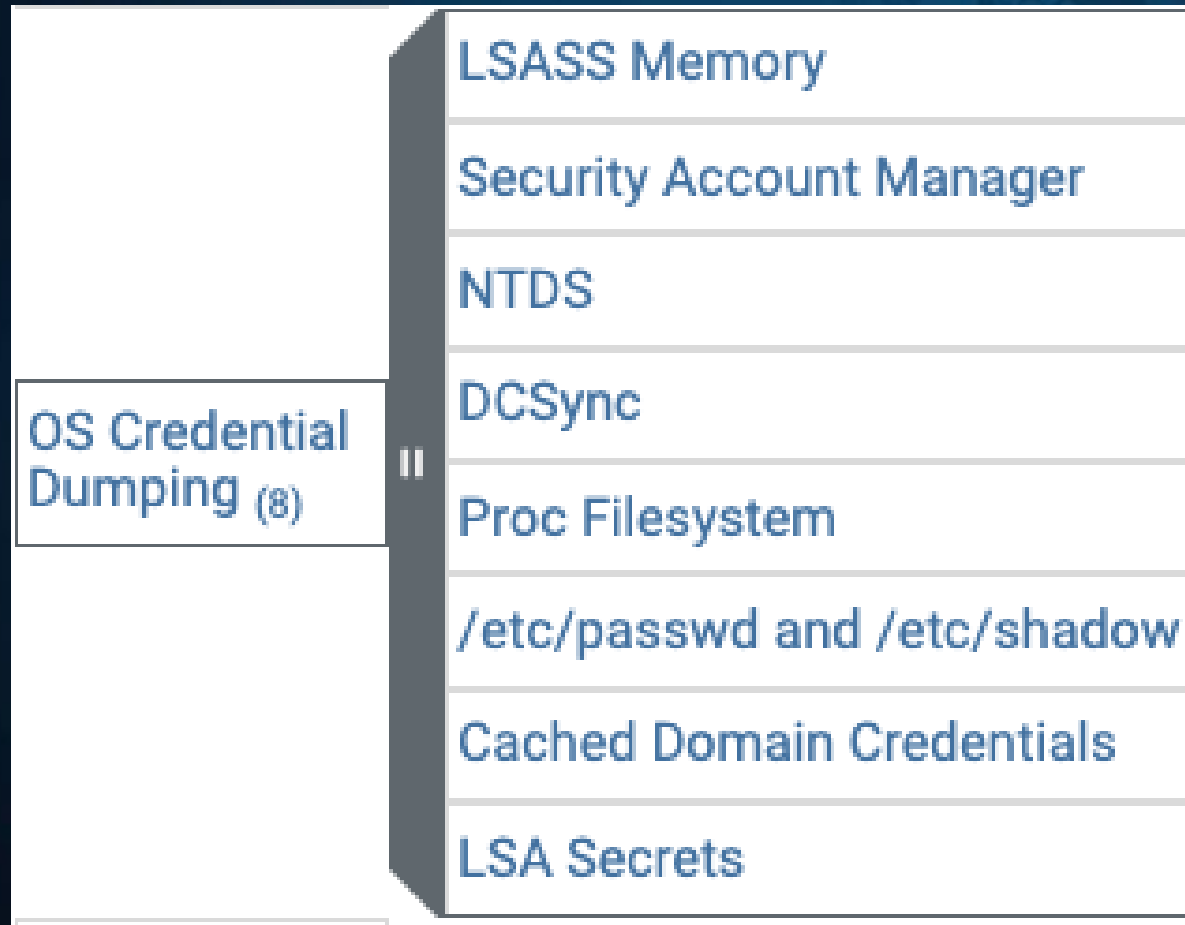 OS Credential
Dumping (8)
LSASS Memory
Security Account Manager
NTDS
DCSync
Proc Filesystem
/etc/passwd and /etc/shadow
Cached Domain Credentials
LSA Secrets